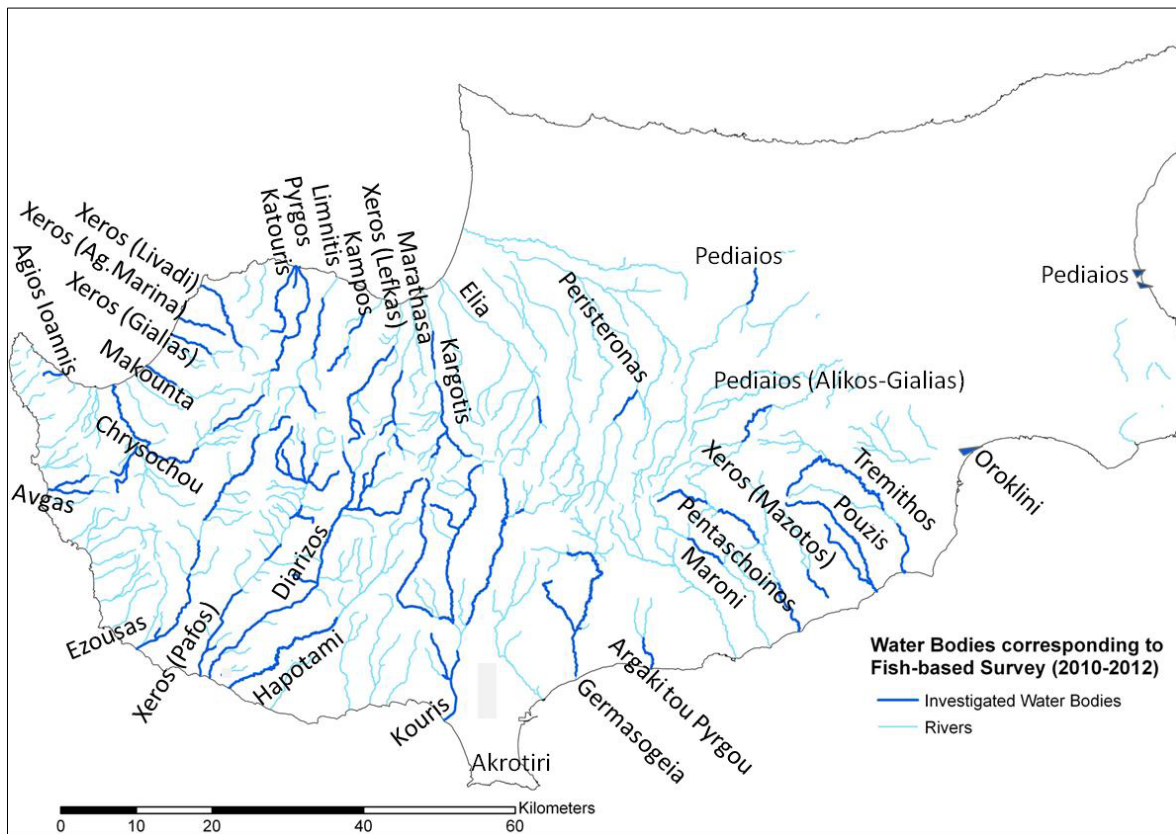 Agios Ioannis
Xeros (Ag.Marina)
Xeros (Livadi)
Xeros (Gialias)
Makounta
Katouris
Pyrgos
Limnitis
Kampos
Xeros (Lefkas)
Marathasa
Kargotis
Elia
Peristeronas
Pediaios
Pediaios
Pediaios (Alikos-Gialias)
Chrysochou
Avgas
Ezousas
Xeros (Pafos)
Diarizos
Hapotami
Kouris
Akrotiri
Germasogeia
Argaki tou Pyrgou
Maroni
Pentaschoinos
Xeros (Mazotos)
Pouzis
Tremithos
Oroklini
Water Bodies corresponding to
Fish-based Survey (2010-2012)
Investigated Water Bodies
Rivers
Kilometers
0 10 20 40 60